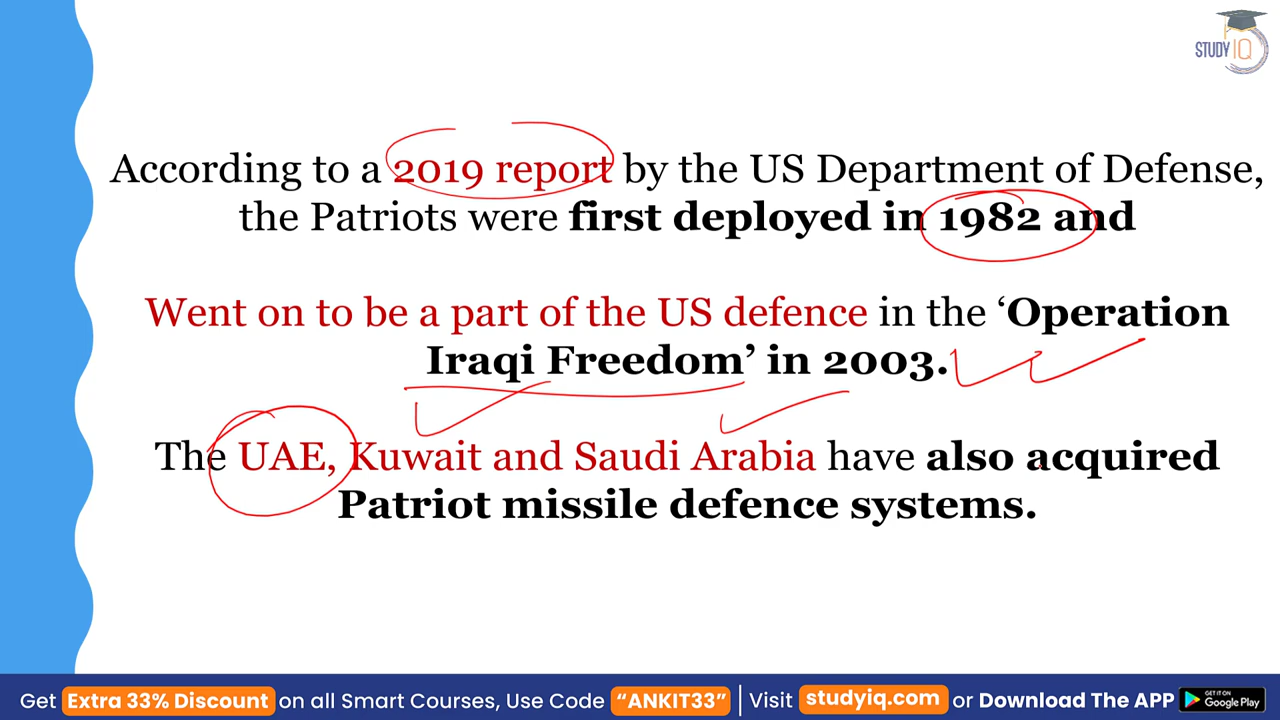 STUDY IQ
According to a 2019 report by the US Department of Defense,
the Patriots were first deployed in 1982 and
Went on to be a part of the US defence in the ‘Operation
Iraqi Freedom’ in 2003.
The UAE, Kuwait and Saudi Arabia have also acquired
Patriot missile defence systems.
Get Extra 33% Discount on all Smart Courses, Use Code “ANKIT33” Visit studyiq.com or Download The APP GET IT ON Google Play